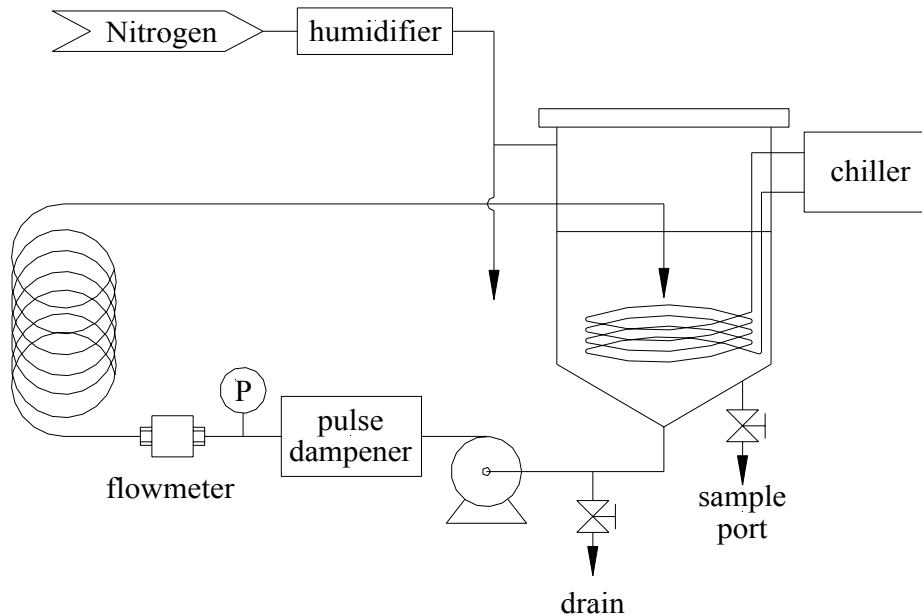 Nitrogen
humidifier
chiller
P
pulse
dampener
flowmeter
sample
port
drain